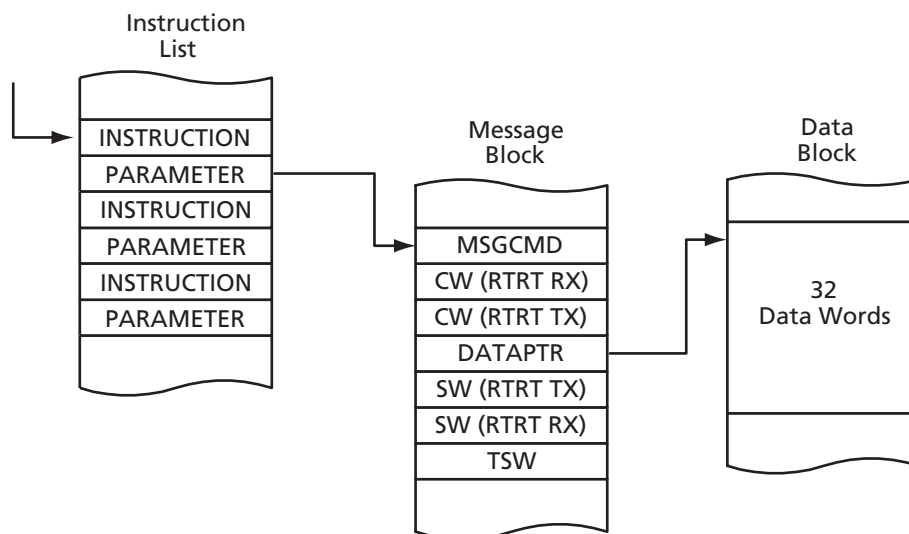 Instruction
List
INSTRUCTION
PARAMETER
INSTRUCTION
PARAMETER
INSTRUCTION
PARAMETER
Message
Block
MSGCMD
CW (RTRT RX)
CW (RTRT TX)
DATAPTR
SW (RTRT TX)
SW (RTRT RX)
TSW
Data
Block
32
Data Words